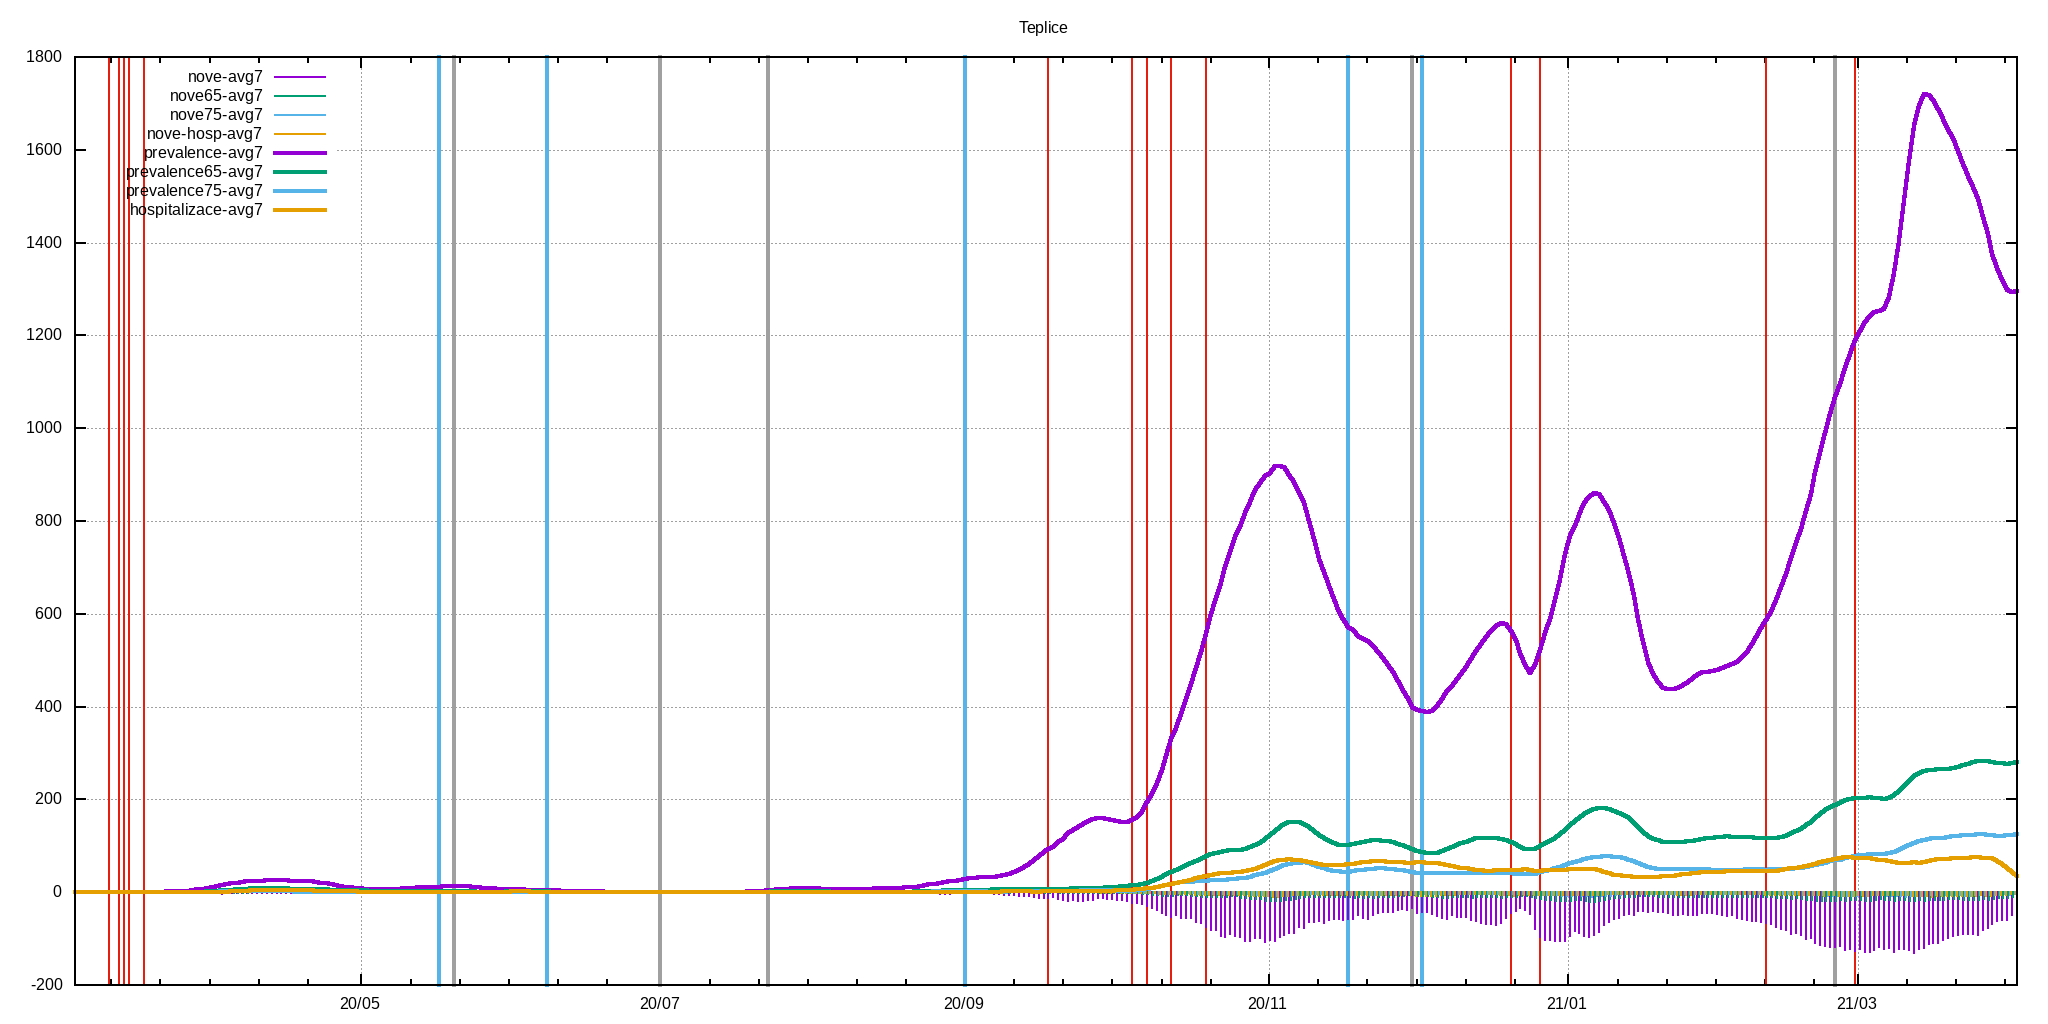 Teplice
1800
1600
1400
1200
1000
800
600
400
200
0
-200
nove-avg7
nove65-avg7
nove75-avg7
nove-hosp-avg7
prevalence-avg7
prevalence65-avg7
prevalence75-avg7
hospitalizace-avg7
20/05 20/07 20/09 20/11 21/01 21/03